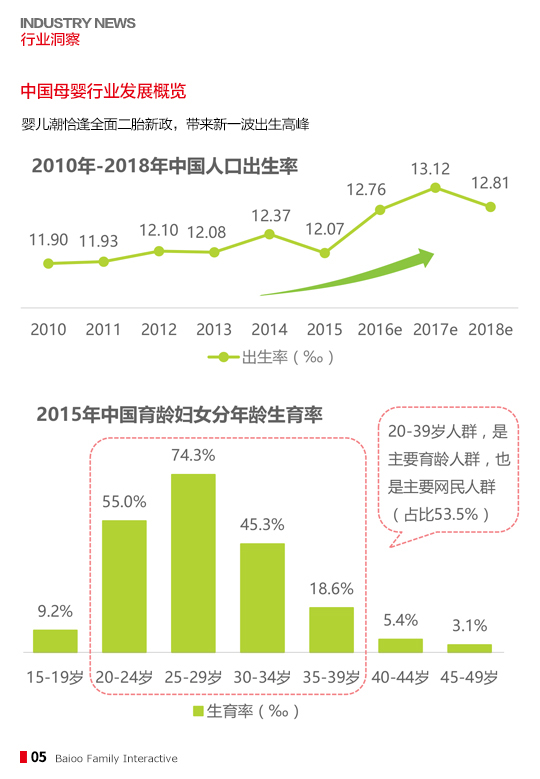 INDUSTRY NEWS
行业洞察
中国母婴行业发展概览
婴儿潮恰逢全面二胎新政，带来新一波出生高峰
2010年-2018年中国人口出生率
11.90 11.93 12.10 12.08 12.37 12.07 12.76 13.12 12.81
2010 2011 2012 2013 2014 2015 2016e 2017e 2018e
出生率（‰）
2015年中国育龄妇女分年龄生育率
20-39岁人群，是
主要育龄人群，也
是主要网民人群
（占比53.5%）
9.2% 55.0% 74.3% 45.3% 18.6% 5.4% 3.1%
15-19岁 20-24岁 25-29岁 30-34岁 35-39岁 40-44岁 45-49岁
生育率（‰）
05 Baioo Family Interactive